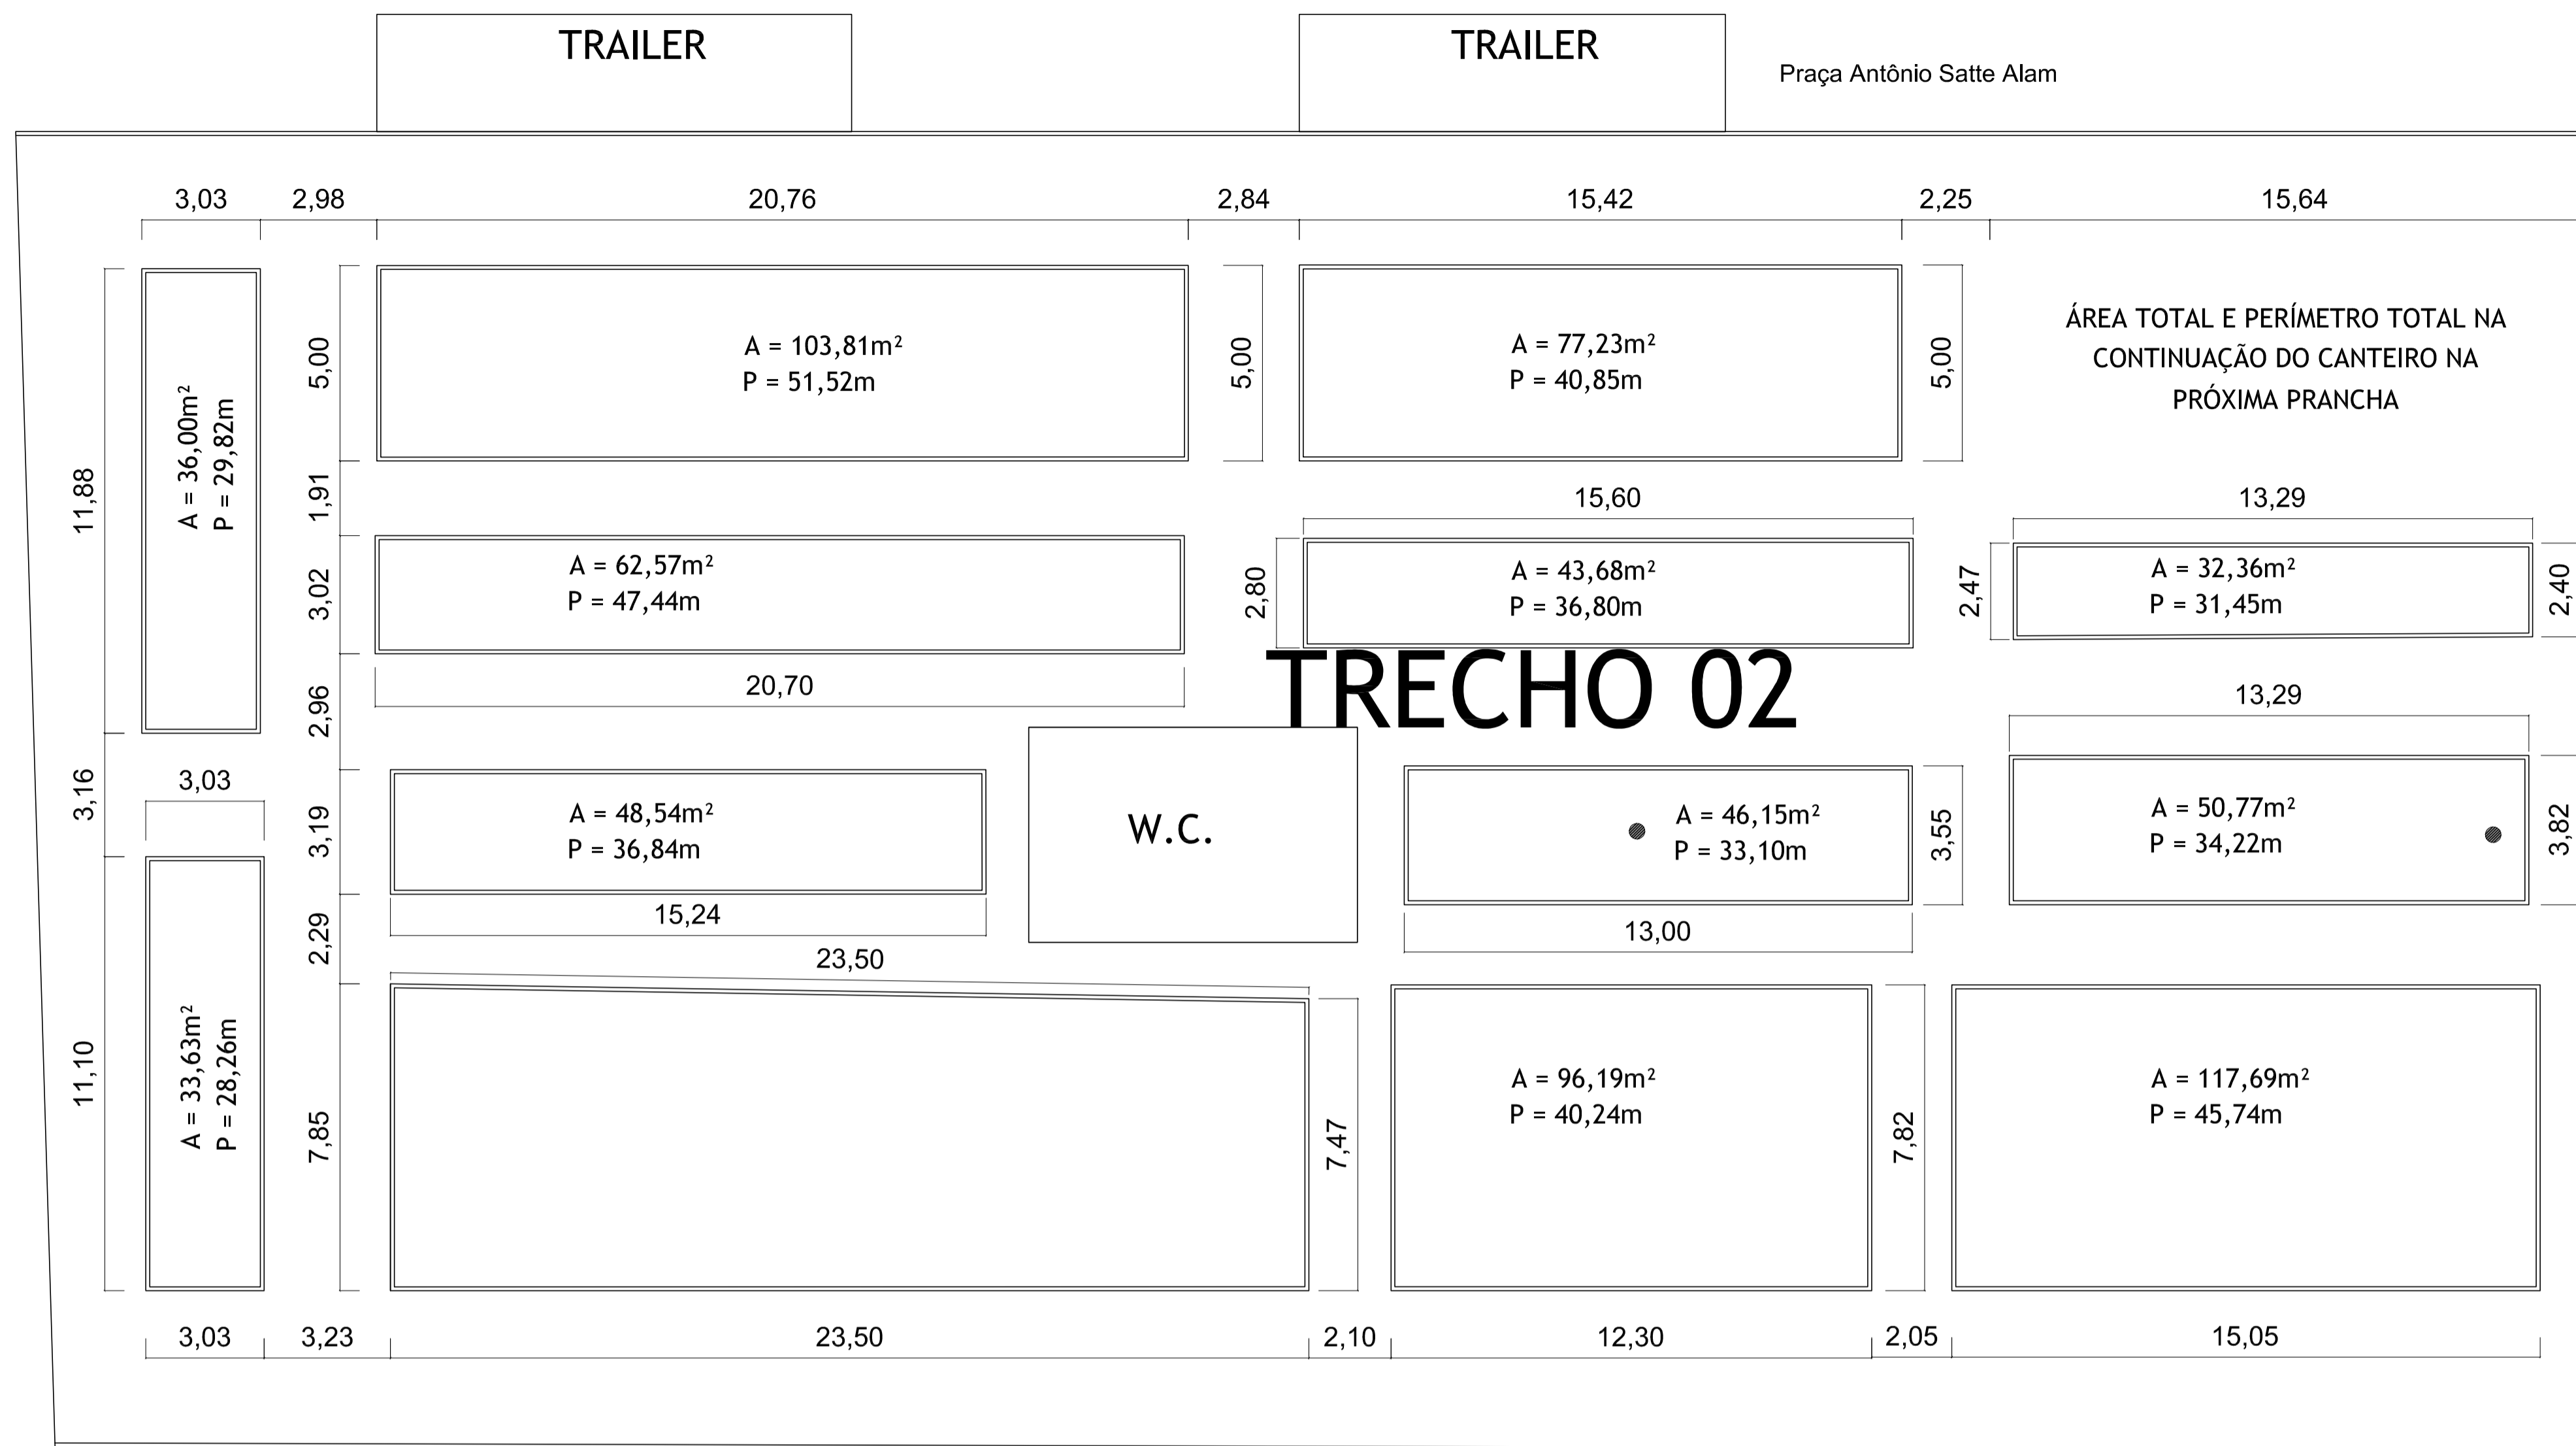 TRAILER
TRAILER
Praça Antônio Satte Alam
3,03
2,98
20,76
2,84
15,42
2,25
15,64
11,88
A = 36,00m²
P = 29,82m
5,00
A = 103,81m²
P = 51,52m
5,00
A = 77,23m²
P = 40,85m
5,00
ÁREA TOTAL E PERÍMETRO TOTAL NA
CONTINUAÇÃO DO CANTEIRO NA
PRÓXIMA PRANCHA
1,91
15,60
13,29
3,02
A = 62,57m²
P = 47,44m
2,80
A = 43,68m²
P = 36,80m
2,47
A = 32,36m²
P = 31,45m
2,40
20,70
TRECHO 02
2,96
13,29
3,16
3,03
3,19
A = 48,54m²
P = 36,84m
W.C.
A = 46,15m²
P = 33,10m
3,55
A = 50,77m²
P = 34,22m
3,82
15,24
13,00
2,29
23,50
11,10
A = 33,63m²
P = 28,26m
7,85
7,47
A = 96,19m²
P = 40,24m
7,82
A = 117,69m²
P = 45,74m
3,03
3,23
23,50
2,10
12,30
2,05
15,05